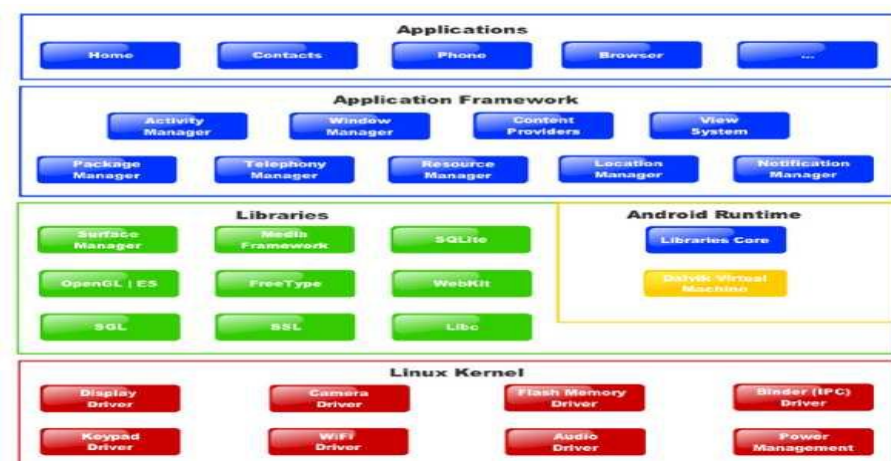 Applications
Home Contacts Phone Browser ...
Application Framework
Activity Manager
Window Manager
Content Providers
View System
Package Manager
Telephony Manager
Resource Manager
Location Manager
Notification Manager
Libraries
Surface Manager
Media Framework
SQLite
OpenGL | ES
FreeType
WebKit
SGL
SSL
Libc
Android Runtime
Libraries Core
Dalvik Virtual Machine
Linux Kernel
Display Driver
Camera Driver
Flash Memory Driver
Binder (IPC) Driver
Keypad Driver
WiFi Driver
Audio Driver
Power Management